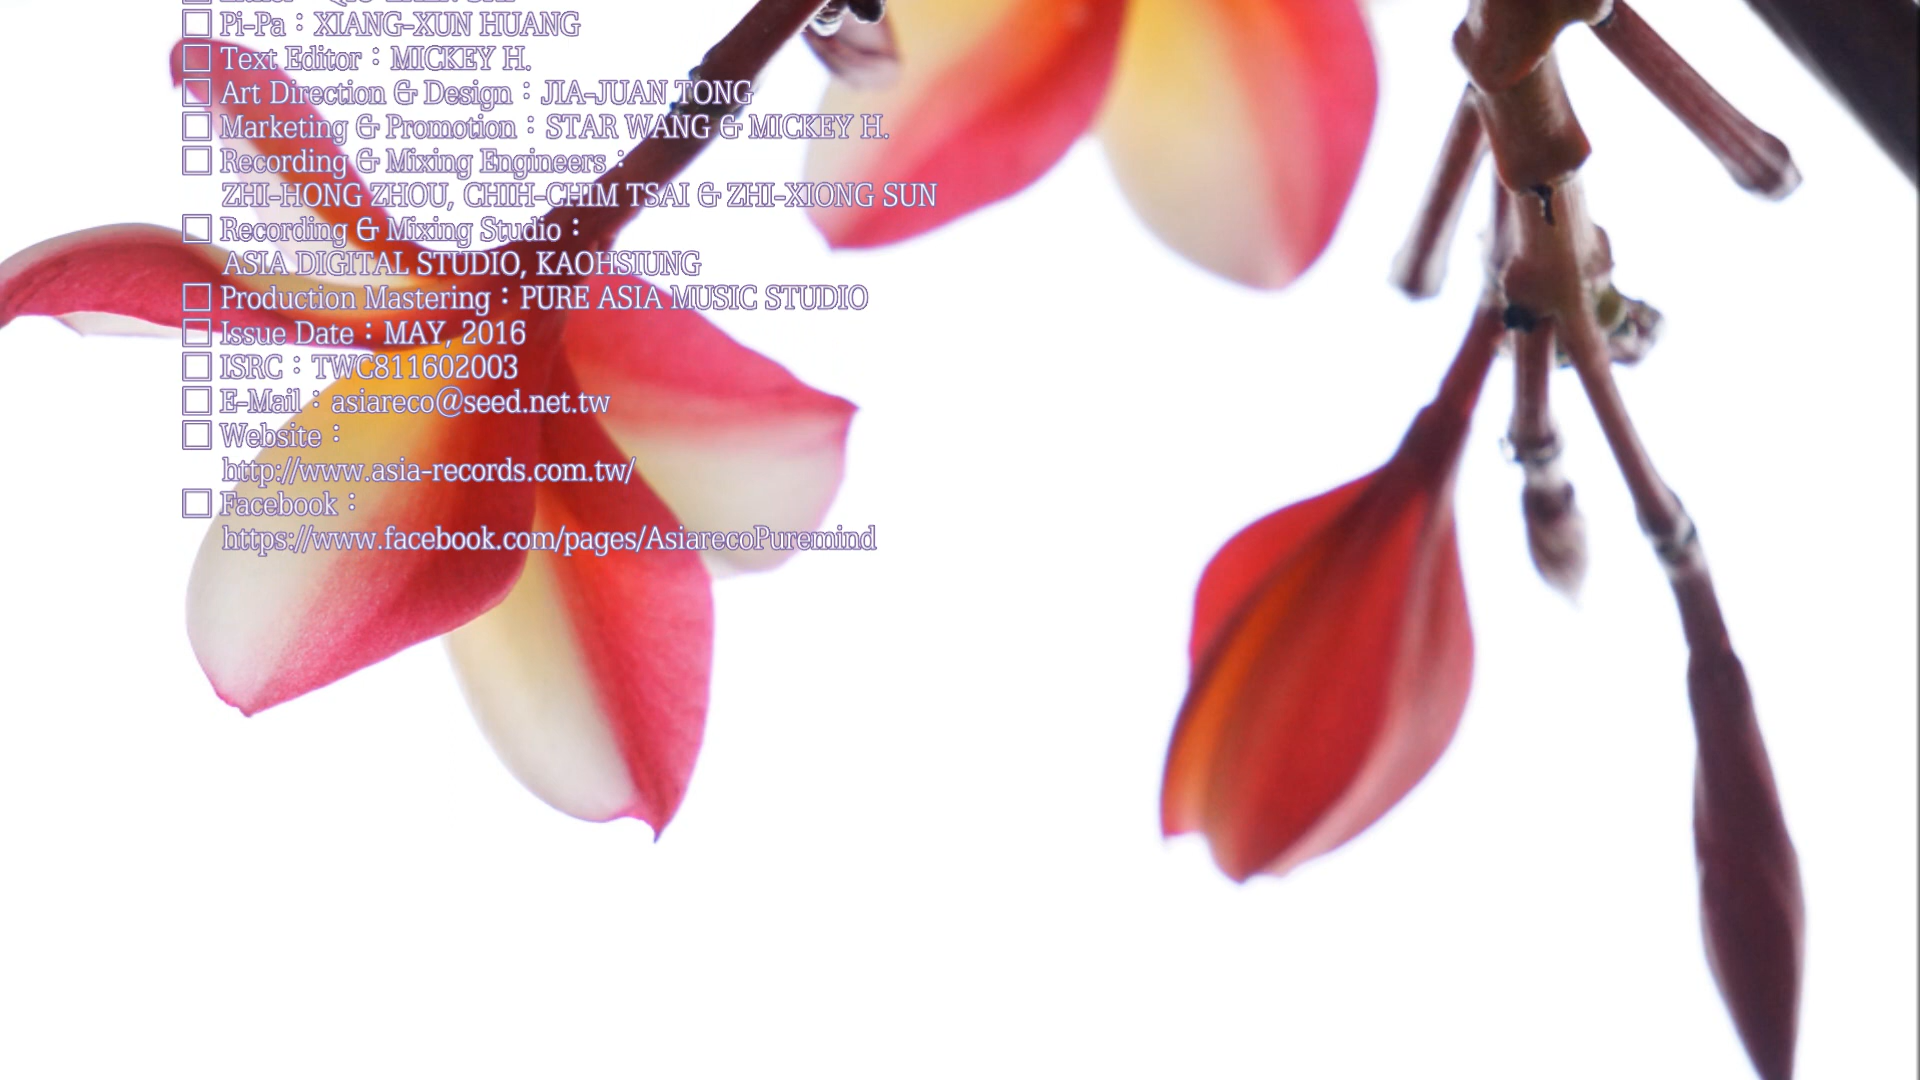 □ Pi-Pa：XIANG-XUN HUANG
□ Text Editor：MICKEY H.
□ Art Direction & Design：JIA-JUAN TONG
□ Marketing & Promotion：STAR WANG & MICKEY H.
□ Recording & Mixing Engineers：
ZHI-HONG ZHOU, CHIH-CHIM TSAI & ZHI-XIONG SUN
□ Recording & Mixing Studio：
ASIA DIGITAL STUDIO, KAOHSIUNG
□ Production Mastering：PURE ASIA MUSIC STUDIO
□ Issue Date：MAY, 2016
□ ISRC：TWC811602003
□ E-Mail：asiareco@seed.net.tw
□ Website：
http://www.asia-records.com.tw/
□ Facebook：
https://www.facebook.com/pages/AsiarecoPuremind